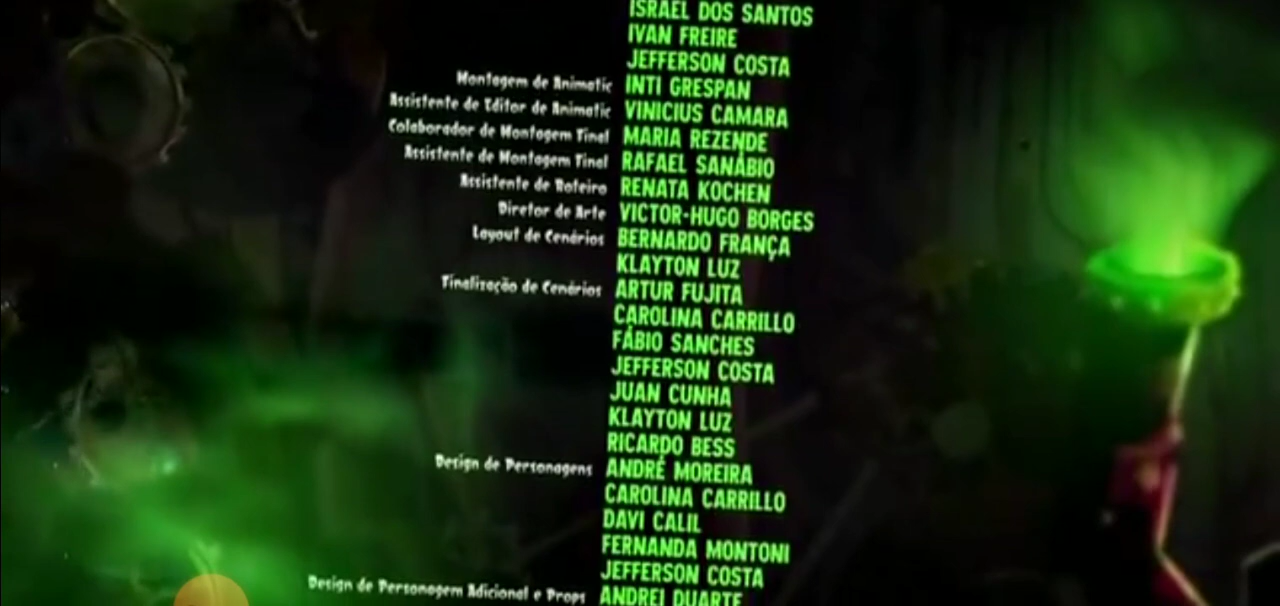 ISRAEL DOS SANTOS
IVAN FREIRE
JEFFERSON COSTA
Montagem de Animatic INTI GRESPAN
Assistente de Editor de Animatic VINICIUS CAMARA
Colaborador de Montagem Final MARIA REZENDE
Assistente de Montagem Final RAFAEL SANÁBIO
Assistente de Roteiro RENATA KOCHEN
Diretor de Arte VICTOR-HUGO BORGES
Layout de Cenários BERNARDO FRANÇA
KLAYTON LUZ
Finalização de Cenários ARTUR FUJITA
CAROLINA CARRILLO
FÁBIO SANCHES
JEFFERSON COSTA
JUAN CUNHA
KLAYTON LUZ
RICARDO BESS
Design de Personagens ANDRÉ MOREIRA
CAROLINA CARRILLO
DAVI CALIL
FERNANDA MONTONI
JEFFERSON COSTA
Design de Personagem Adicional e Props ANDREI DUARTE